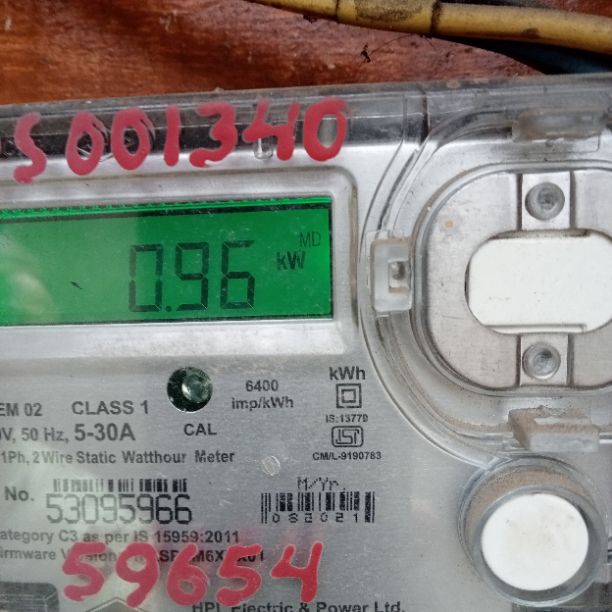 S001340
MD
0.96 kW
kWh
6400
imp/kWh
EM 02 CLASS 1
IS:13779
V, 50 Hz, 5-30A
CAL
1Ph, 2 Wire Static Watthour Meter
CM/L-9190783
M/Yr.
No. 53095966
082021
ategory C3 as per IS 15959:2011
59654
HPL Electric & Power Ltd.